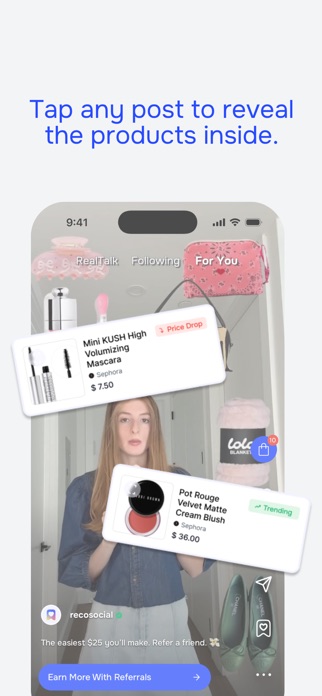 Tap any post to reveal
the products inside.
9:41
RealTalk Following For You
Mini KUSH High
Volumizing
Mascara
Price Drop
Sephora
$ 7.50
lola
BLANKETS
10
Pot Rouge
Velvet Matte
Cream Blush
Trending
Sephora
$ 36.00
recosocial
The easiest $25 you'll make. Refer a friend. 💸
Earn More With Referrals →